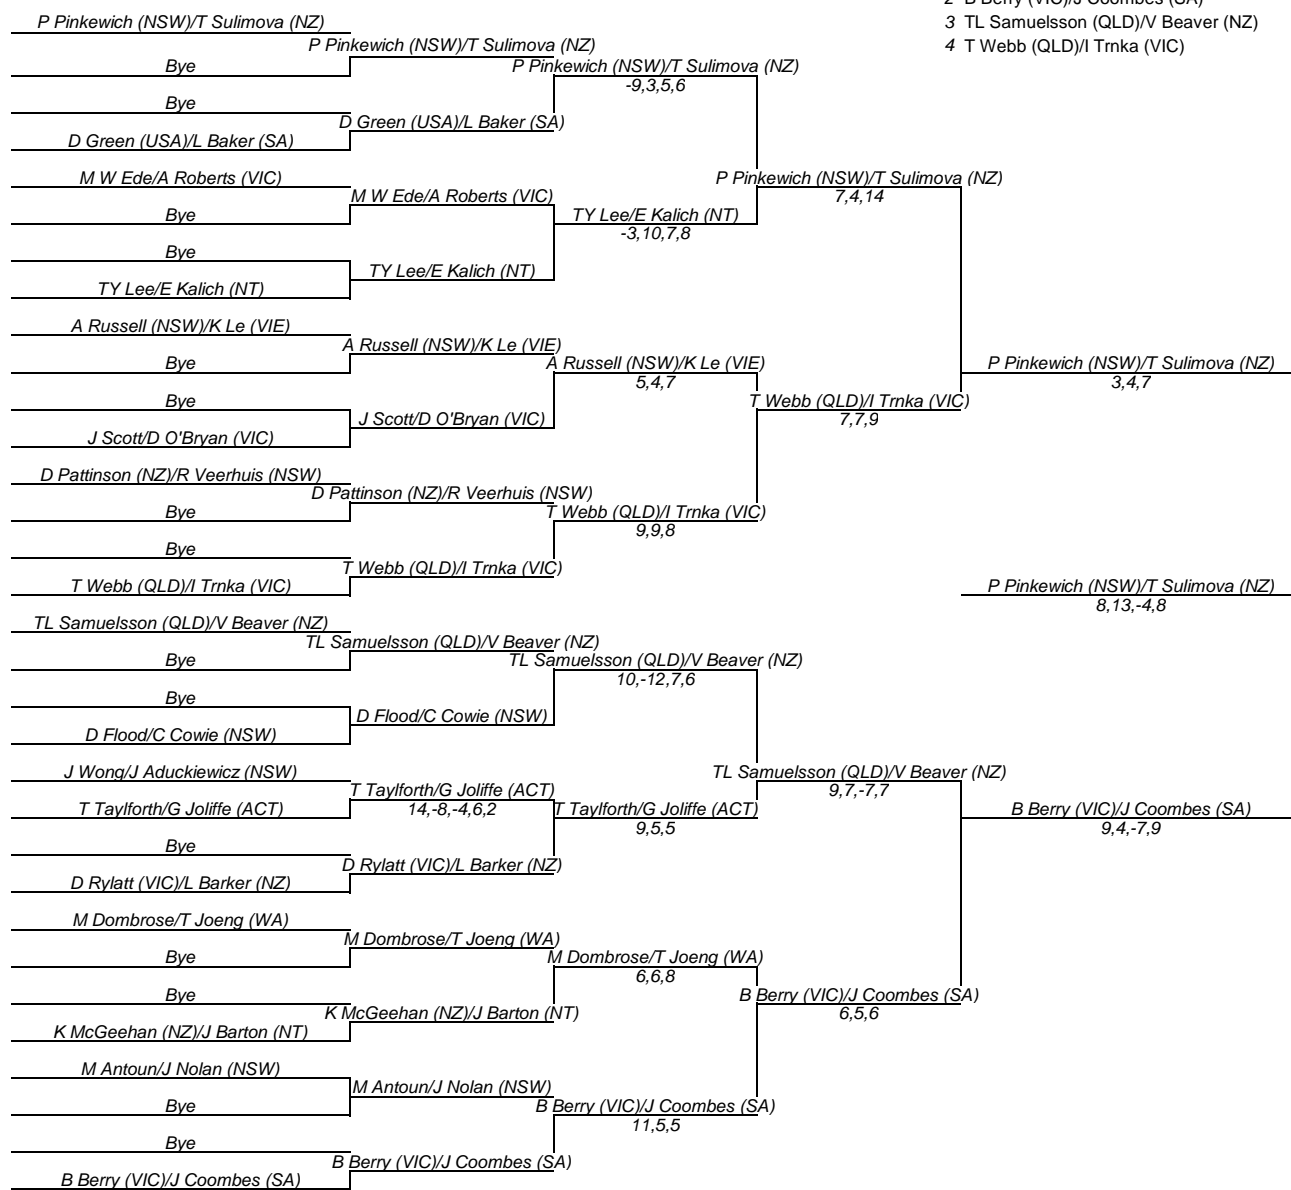 2 B Berry (VIC)/J Coombes (SA)
3 TL Samuelsson (QLD)/V Beaver (NZ)
4 T Webb (QLD)/I Trnka (VIC)
P Pinkewich (NSW)/T Sulimova (NZ)
P Pinkewich (NSW)/T Sulimova (NZ)
Bye
P Pinkewich (NSW)/T Sulimova (NZ)
-9,3,5,6
Bye
D Green (USA)/L Baker (SA)
D Green (USA)/L Baker (SA)
M W Ede/A Roberts (VIC)
P Pinkewich (NSW)/T Sulimova (NZ)
7,4,14
M W Ede/A Roberts (VIC)
Bye
TY Lee/E Kalich (NT)
-3,10,7,8
Bye
TY Lee/E Kalich (NT)
TY Lee/E Kalich (NT)
A Russell (NSW)/K Le (VIE)
A Russell (NSW)/K Le (VIE)
Bye
A Russell (NSW)/K Le (VIE)
5,4,7
P Pinkewich (NSW)/T Sulimova (NZ)
3,4,7
Bye
T Webb (QLD)/I Trnka (VIC)
7,7,9
J Scott/D O'Bryan (VIC)
J Scott/D O'Bryan (VIC)
D Pattinson (NZ)/R Veerhuis (NSW)
D Pattinson (NZ)/R Veerhuis (NSW)
Bye
T Webb (QLD)/I Trnka (VIC)
9,9,8
Bye
T Webb (QLD)/I Trnka (VIC)
T Webb (QLD)/I Trnka (VIC)
P Pinkewich (NSW)/T Sulimova (NZ)
8,13,-4,8
TL Samuelsson (QLD)/V Beaver (NZ)
TL Samuelsson (QLD)/V Beaver (NZ)
Bye
TL Samuelsson (QLD)/V Beaver (NZ)
10,-12,7,6
Bye
D Flood/C Cowie (NSW)
D Flood/C Cowie (NSW)
J Wong/J Aduckiewicz (NSW)
TL Samuelsson (QLD)/V Beaver (NZ)
9,7,-7,7
T Taylforth/G Joliffe (ACT)
14,-8,-4,6,2
T Taylforth/G Joliffe (ACT)
T Taylforth/G Joliffe (ACT)
9,5,5
B Berry (VIC)/J Coombes (SA)
9,4,-7,9
Bye
D Rylatt (VIC)/L Barker (NZ)
D Rylatt (VIC)/L Barker (NZ)
M Dombrose/T Joeng (WA)
M Dombrose/T Joeng (WA)
Bye
M Dombrose/T Joeng (WA)
6,6,8
Bye
B Berry (VIC)/J Coombes (SA)
6,5,6
K McGeehan (NZ)/J Barton (NT)
K McGeehan (NZ)/J Barton (NT)
M Antoun/J Nolan (NSW)
M Antoun/J Nolan (NSW)
Bye
B Berry (VIC)/J Coombes (SA)
11,5,5
Bye
B Berry (VIC)/J Coombes (SA)
B Berry (VIC)/J Coombes (SA)